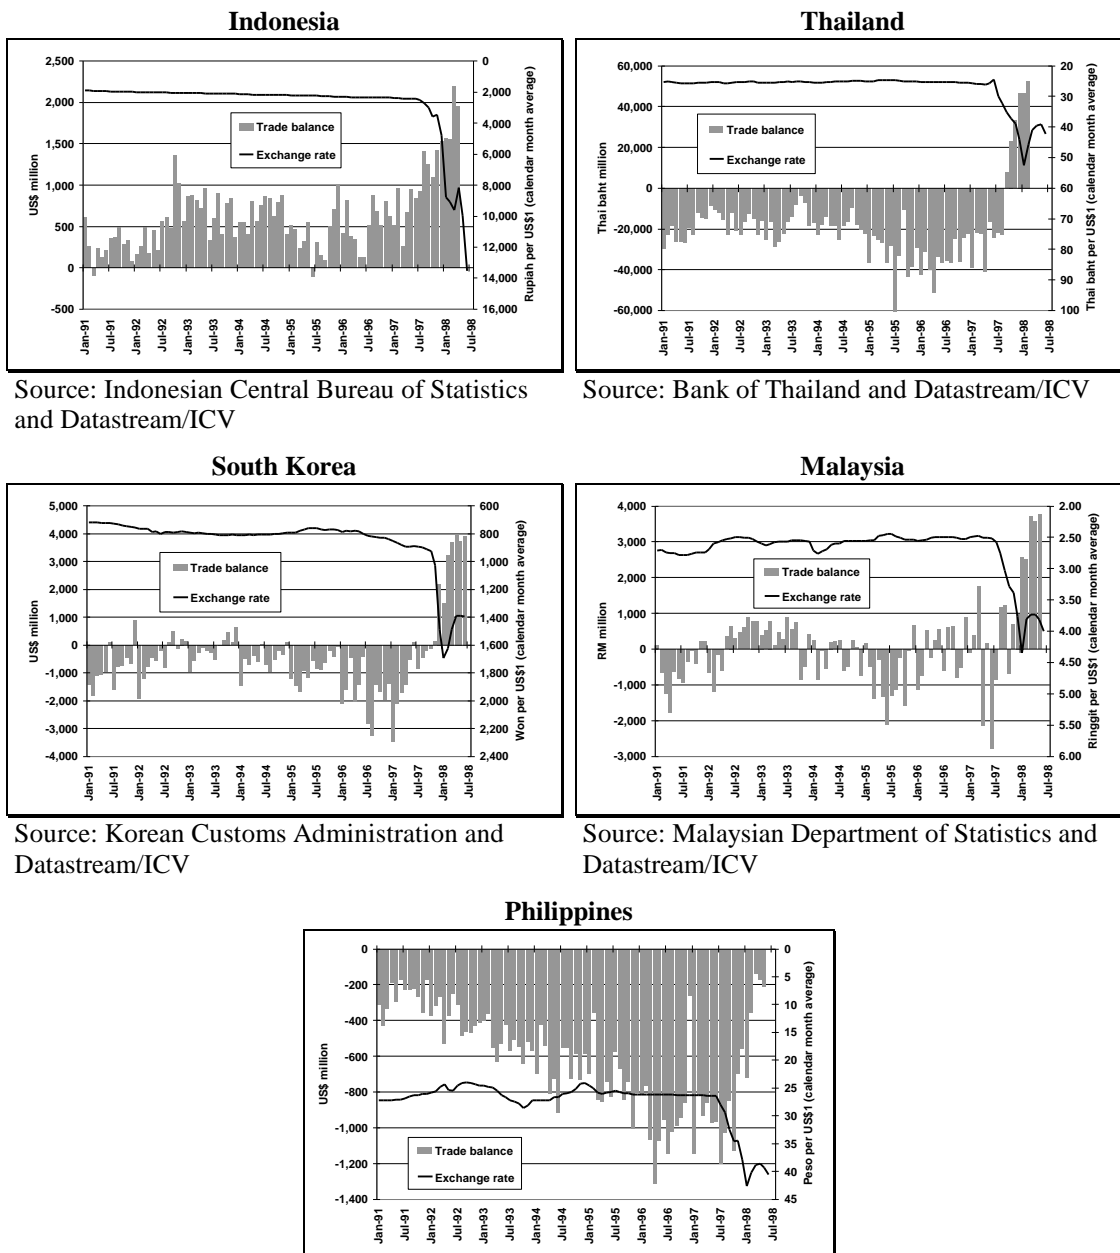 Indonesia
2,500
2,000
1,500
1,000
500
0
-500
US$ million
0
2,000
4,000
6,000
8,000
10,000
12,000
14,000
16,000
Rupiah per US$1 (calendar month average)
Trade balance
Exchange rate
Jan-91
Jul-91
Jan-92
Jul-92
Jan-93
Jul-93
Jan-94
Jul-94
Jan-95
Jul-95
Jan-96
Jul-96
Jan-97
Jul-97
Jan-98
Jul-98
Source: Indonesian Central Bureau of Statistics
and Datastream/ICV
Thailand
60,000
40,000
20,000
0
-20,000
-40,000
-60,000
Thai baht million
20
30
40
50
60
70
80
90
100
Thai baht per US$1 (calendar month average)
Trade balance
Exchange rate
Jan-91
Jul-91
Jan-92
Jul-92
Jan-93
Jul-93
Jan-94
Jul-94
Jan-95
Jul-95
Jan-96
Jul-96
Jan-97
Jul-97
Jan-98
Jul-98
Source: Bank of Thailand and Datastream/ICV
South Korea
5,000
4,000
3,000
2,000
1,000
0
-1,000
-2,000
-3,000
-4,000
US$ million
600
800
1,000
1,200
1,400
1,600
1,800
2,000
2,200
2,400
Won per US$1 (calendar month average)
Trade balance
Exchange rate
Jan-91
Jul-91
Jan-92
Jul-92
Jan-93
Jul-93
Jan-94
Jul-94
Jan-95
Jul-95
Jan-96
Jul-96
Jan-97
Jul-97
Jan-98
Jul-98
Source: Korean Customs Administration and
Datastream/ICV
Malaysia
4,000
3,000
2,000
1,000
0
-1,000
-2,000
-3,000
RM million
2.00
2.50
3.00
3.50
4.00
4.50
5.00
5.50
6.00
Ringgit per US$1 (calendar month average)
Trade balance
Exchange rate
Jan-91
Jul-91
Jan-92
Jul-92
Jan-93
Jul-93
Jan-94
Jul-94
Jan-95
Jul-95
Jan-96
Jul-96
Jan-97
Jul-97
Jan-98
Jul-98
Source: Malaysian Department of Statistics and
Datastream/ICV
Philippines
0
-200
-400
-600
-800
-1,000
-1,200
-1,400
US$ million
0
5
10
15
20
25
30
35
40
45
Peso per US$1 (calendar month average)
Trade balance
Exchange rate
Jan-91
Jul-91
Jan-92
Jul-92
Jan-93
Jul-93
Jan-94
Jul-94
Jan-95
Jul-95
Jan-96
Jul-96
Jan-97
Jul-97
Jan-98
Jul-98